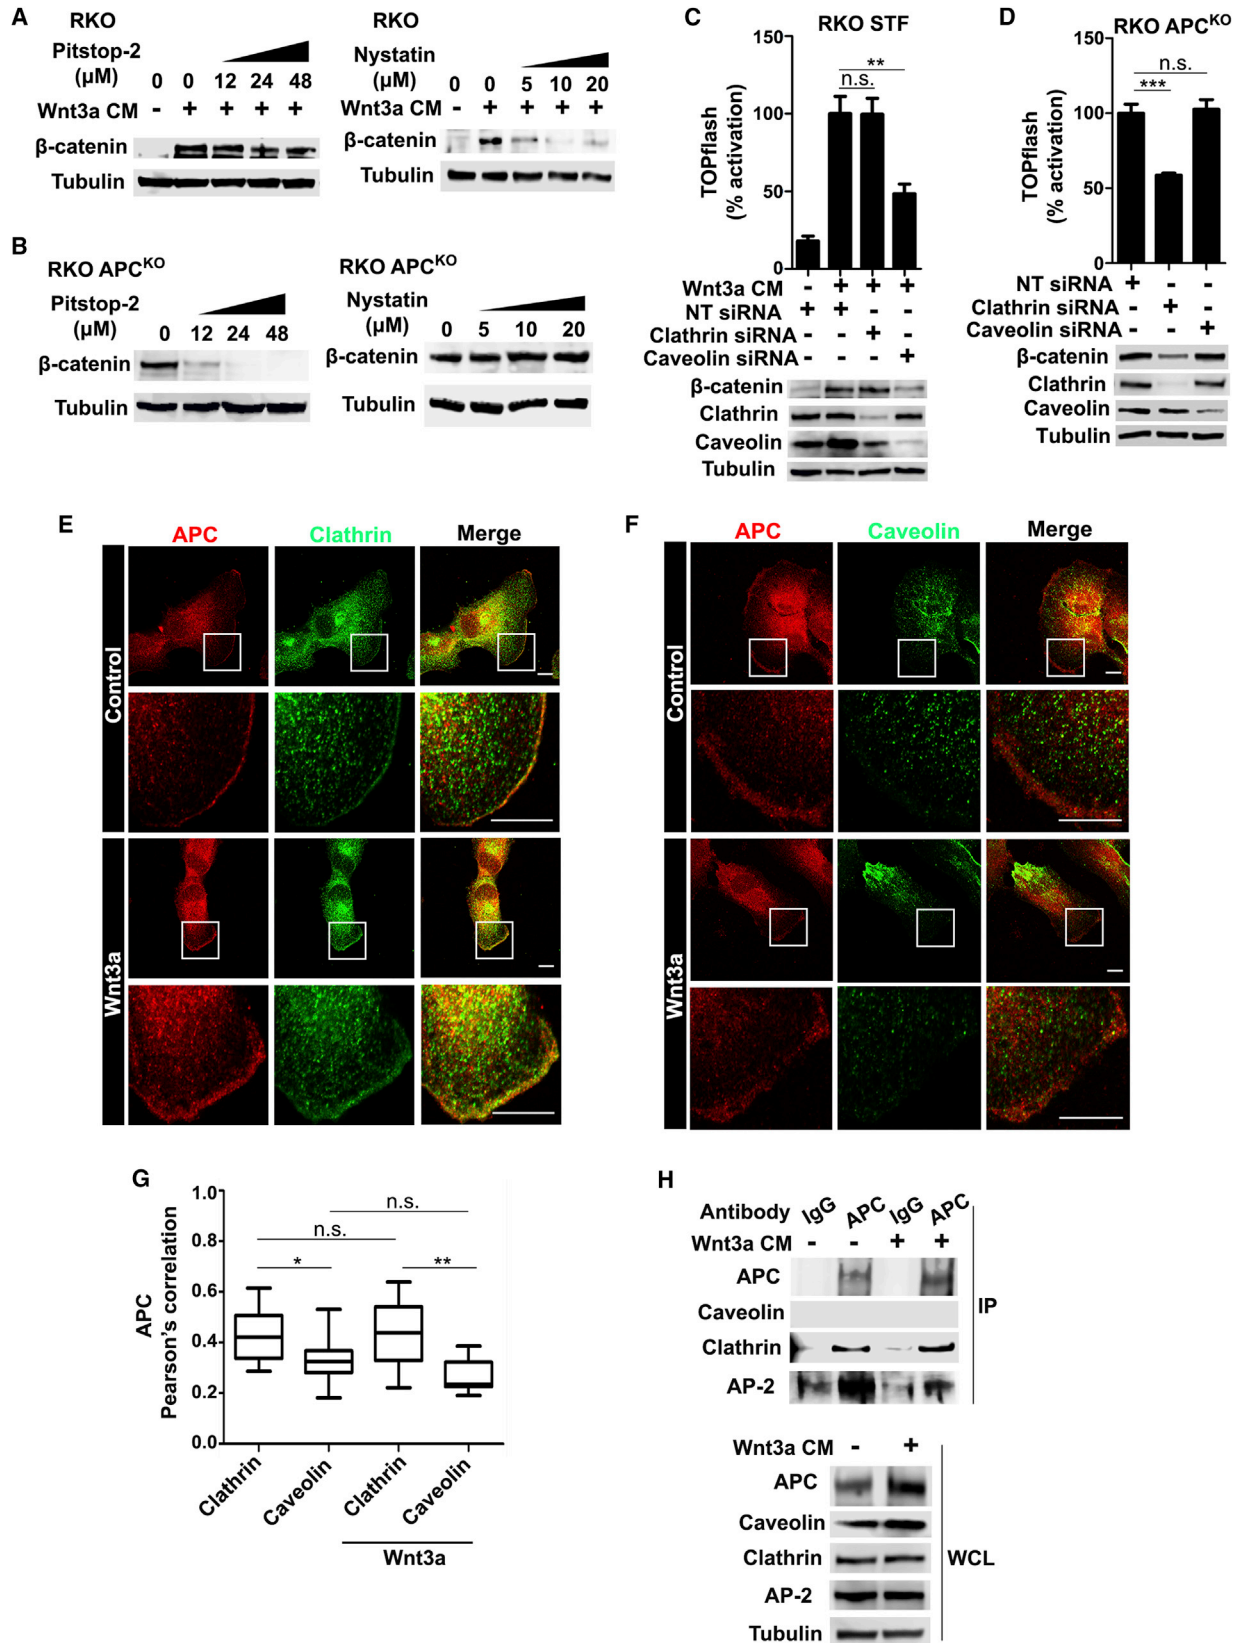 A
RKO
Pitstop-2
(µM)
0 0 12 24 48
Wnt3a CM - + + + +
β-catenin
Tubulin
RKO
Nystatin
(µM)
0 0 5 10 20
Wnt3a CM - + + + +
β-catenin
Tubulin
B
RKO APCKO
Pitstop-2
(µM)
0 12 24 48
β-catenin
Tubulin
RKO APCKO
Nystatin
(µM)
0 5 10 20
β-catenin
Tubulin
C
RKO STF
TOPflash
(% activation)
150
100
50
0
**
n.s.
Wnt3a CM - + + +
NT siRNA + + - -
Clathrin siRNA - - + -
Caveolin siRNA - - - +
β-catenin
Clathrin
Caveolin
Tubulin
D
RKO APCKO
TOPflash
(% activation)
150
100
50
0
n.s.
***
NT siRNA + - -
Clathrin siRNA - + -
Caveolin siRNA - - +
β-catenin
Clathrin
Caveolin
Tubulin
E
APC Clathrin Merge
Control
Wnt3a
F
APC Caveolin Merge
Control
Wnt3a
G
APC
Pearson's correlation
1.0
0.8
0.6
0.4
0.2
0.0
n.s.
n.s.
* **
Clathrin Caveolin Clathrin Caveolin
Wnt3a
H
Antibody IgG APC IgG APC
Wnt3a CM - - + +
APC
Caveolin
Clathrin
AP-2
IP
Wnt3a CM - +
APC
Caveolin
Clathrin
AP-2
Tubulin
WCL